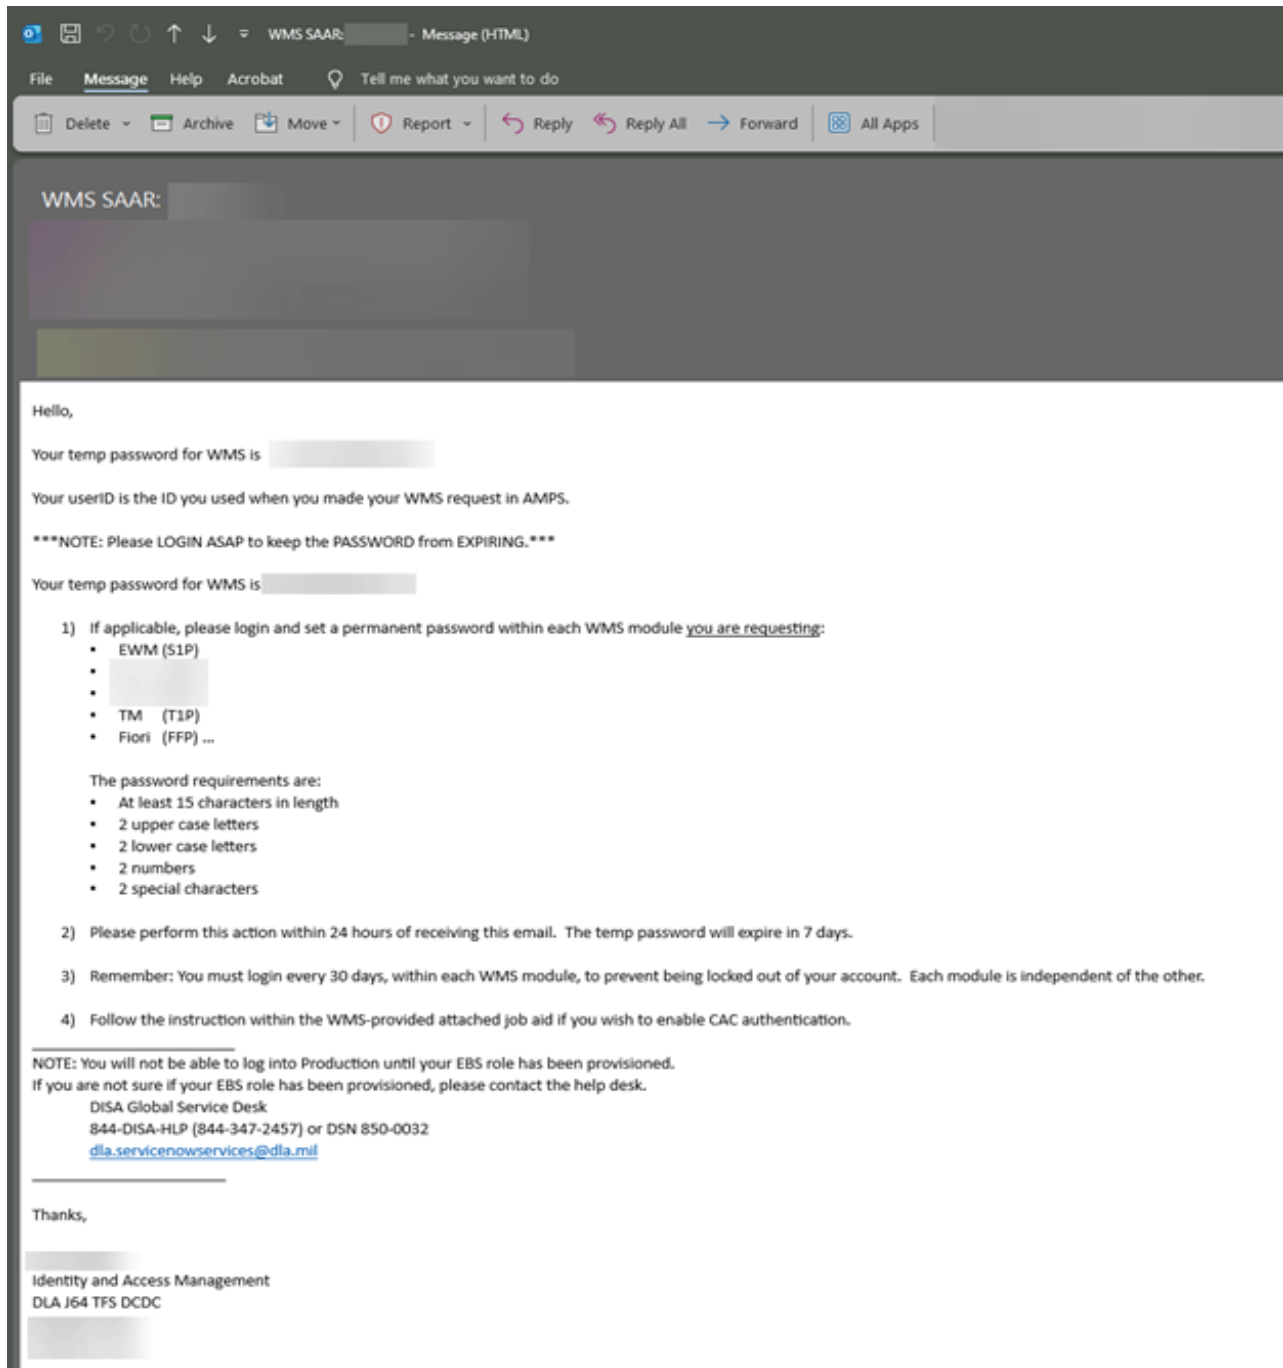 WMS SAAR: - Message (HTML)
File Message Help Acrobat Tell me what you want to do
Delete Archive Move Report Reply Reply All Forward All Apps
WMS SAAR:
Hello,
Your temp password for WMS is
Your userID is the ID you used when you made your WMS request in AMPS.
***NOTE: Please LOGIN ASAP to keep the PASSWORD from EXPIRING.***
Your temp password for WMS is
1) If applicable, please login and set a permanent password within each WMS module you are requesting:
• EWM (S1P)
•
•
• TM (T1P)
• Fiori (FFP) ...
The password requirements are:
• At least 15 characters in length
• 2 upper case letters
• 2 lower case letters
• 2 numbers
• 2 special characters
2) Please perform this action within 24 hours of receiving this email. The temp password will expire in 7 days.
3) Remember: You must login every 30 days, within each WMS module, to prevent being locked out of your account. Each module is independent of the other.
4) Follow the instruction within the WMS-provided attached job aid if you wish to enable CAC authentication.
NOTE: You will not be able to log into Production until your EBS role has been provisioned.
If you are not sure if your EBS role has been provisioned, please contact the help desk.
DISA Global Service Desk
844-DISA-HLP (844-347-2457) or DSN 850-0032
dla.servicenowservices@dla.mil
Thanks,
Identity and Access Management
DLA J64 TFS DCDC